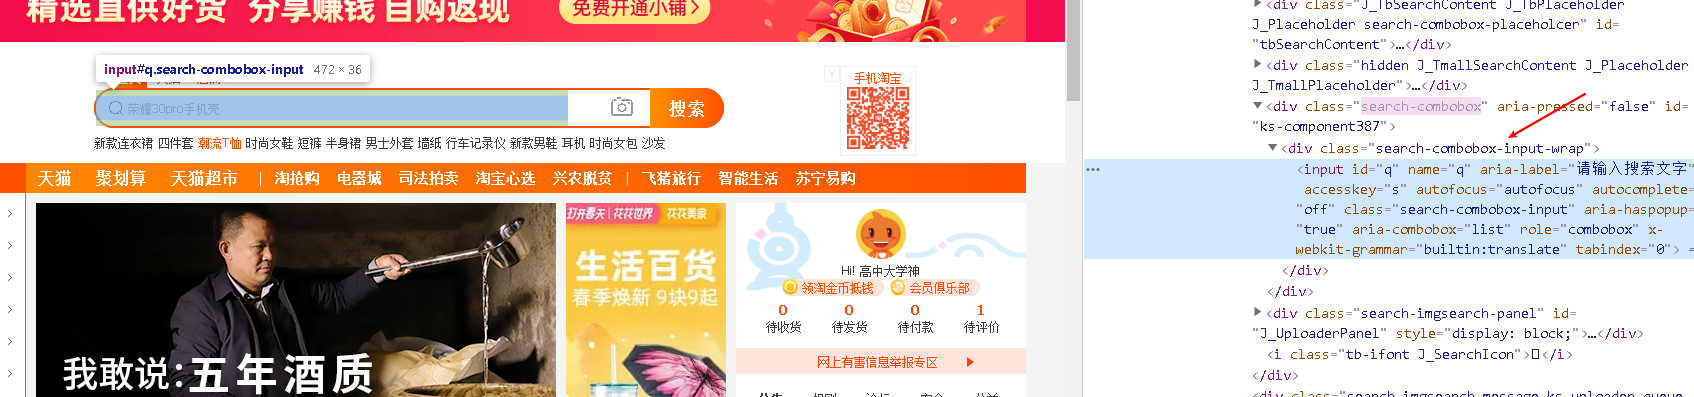 精选直供好货 分享赚钱 自购返现
免费开通小铺
input#q.search-combobox-input 472 × 36
荣耀30pro手机壳
搜索
手机淘宝
新款连衣裙 四件套 潮流T恤 时尚女鞋 短裤 半身裙 男士外套 墙纸 行车记录仪 新款男鞋 耳机 时尚女包 沙发
天猫 聚划算 天猫超市 | 淘抢购 电器城 司法拍卖 淘宝心选 兴农脱贫 | 飞猪旅行 智能生活 苏宁易购
我敢说:五年酒质
打开春天 | 花花世界 花花美家
生活百货
春季焕新 9块9起
Hi! 高中大学神
领淘金币抵钱 会员俱乐部
0 0 0 1
待收货 待发货 待付款 待评价
网上有害信息举报专区
<div class="J_TbSearchContent J_TbPlaceholder
J_Placeholder search-combobox-placeholcer" id=
"tbSearchContent">…</div>
<div class="hidden J_TmallSearchContent J_Placeholder
J_TmallPlaceholder">…</div>
<div class="search-combobox" aria-pressed="false" id=
"ks-component387">
<div class="search-combobox-input-wrap">
<input id="q" name="q" aria-label="请输入搜索文字"
accesskey="s" autofocus="autofocus" autocomplete=
"off" class="search-combobox-input" aria-haspopup=
"true" aria-combobox="list" role="combobox" x-
webkit-grammar="builtin:translate" tabindex="0">
</div>
</div>
<div class="search-imgsearch-panel" id=
"J_UploaderPanel" style="display: block;">…</div>
<i class="tb-ifont J_SearchIcon"></i>
</div>